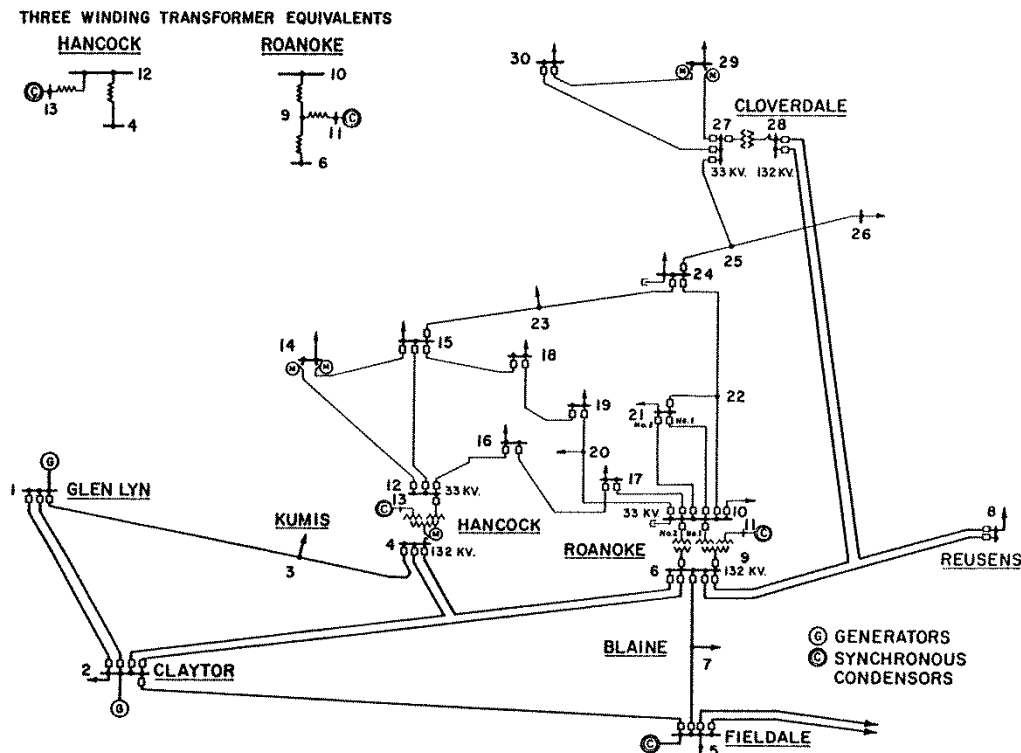 THREE WINDING TRANSFORMER EQUIVALENTS
HANCOCK
ROANOKE
12
13
4
C
10
9
11
C
6
30
29
M
M
CLOVERDALE
27
28
33 KV.
132 KV.
26
25
24
23
14
M
M
15
18
19
20
21
No. 2
No. 1
22
16
17
12
33 KV.
13
C
HANCOCK
M
4
132 KV.
G
1
GLEN LYN
KUMIS
3
33 KV.
10
No.2
No.1
11
C
ROANOKE
9
6
132 KV.
8
REUSENS
BLAINE
7
2
CLAYTOR
G
G GENERATORS
C SYNCHRONOUS
CONDENSORS
C
5
FIELDALE